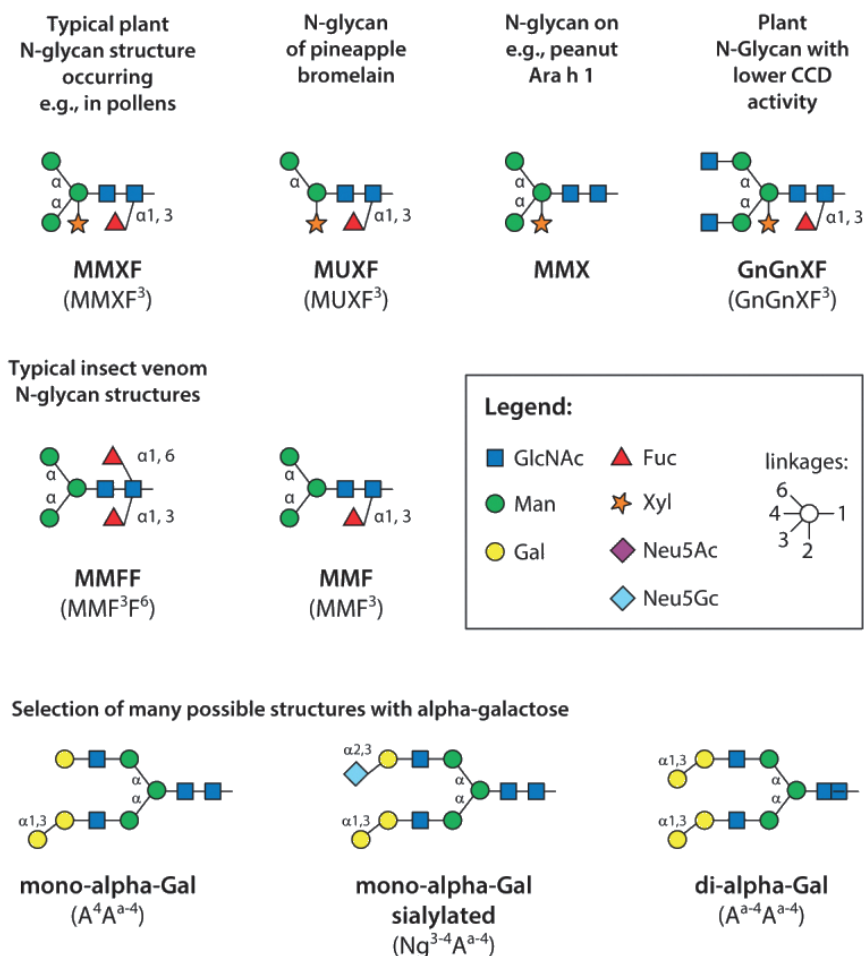 Typical plant
N-glycan structure
occurring
e.g., in pollens
N-glycan
of pineapple
bromelain
N-glycan on
e.g., peanut
Ara h 1
Plant
N-Glycan with
lower CCD
activity
α
α
α1, 3
MMXF
(MMXF³)
α
α1, 3
MUXF
(MUXF³)
α
α
MMX
α
α
α1, 3
GnGnXF
(GnGnXF³)
Typical insect venom
N-glycan structures
α1, 6
α
α
α1, 3
MMFF
(MMF³F⁶)
α
α
α1, 3
MMF
(MMF³)
Legend:
GlcNAc
Fuc
Man
Xyl
Gal
Neu5Ac
Neu5Gc
linkages:
6
4
1
3
2
Selection of many possible structures with alpha-galactose
α
α
α1,3
mono-alpha-Gal
(A⁴Aᵃ⁻⁴)
α2,3
α
α
α1,3
mono-alpha-Gal
sialylated
(Ng³⁻⁴Aᵃ⁻⁴)
α1,3
α
α
α1,3
di-alpha-Gal
(Aᵃ⁻⁴Aᵃ⁻⁴)